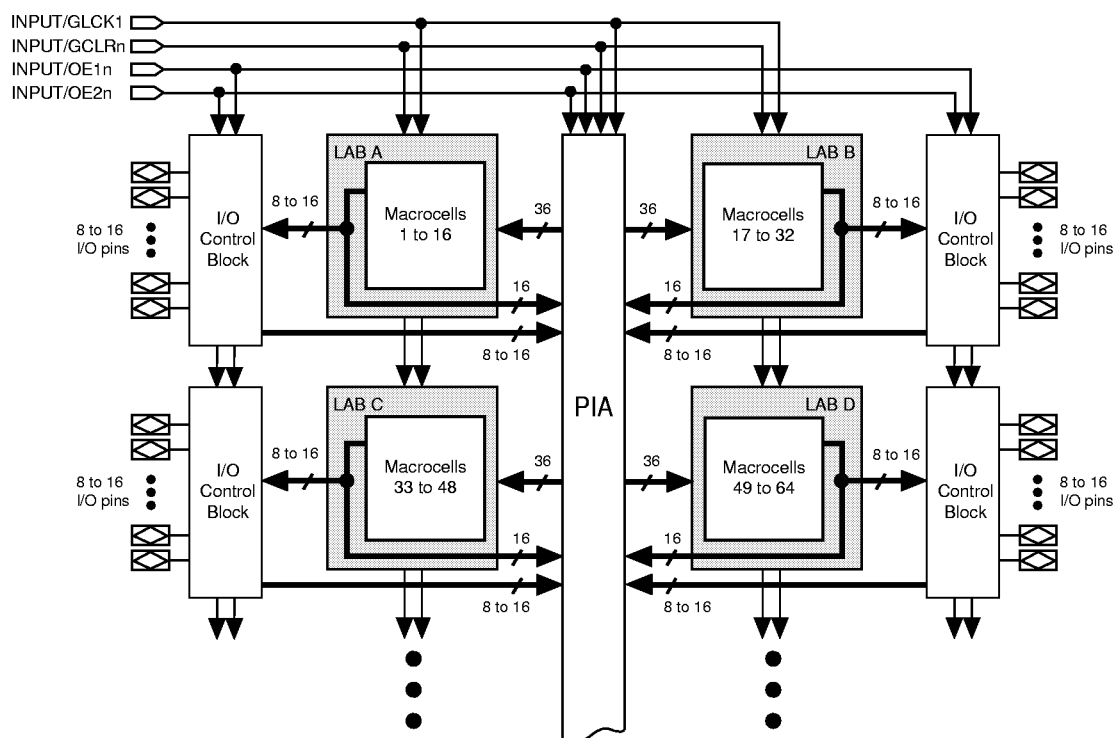 INPUT/GLCK1
INPUT/GCLRn
INPUT/OE1n
INPUT/OE2n
LAB A
LAB B
8 to 16
36
36
8 to 16
8 to 16
I/O pins
I/O
Control
Block
Macrocells
1 to 16
Macrocells
17 to 32
I/O
Control
Block
8 to 16
I/O pins
16
16
8 to 16
8 to 16
PIA
LAB C
LAB D
8 to 16
36
36
8 to 16
8 to 16
I/O pins
I/O
Control
Block
Macrocells
33 to 48
Macrocells
49 to 64
I/O
Control
Block
8 to 16
I/O pins
16
16
8 to 16
8 to 16